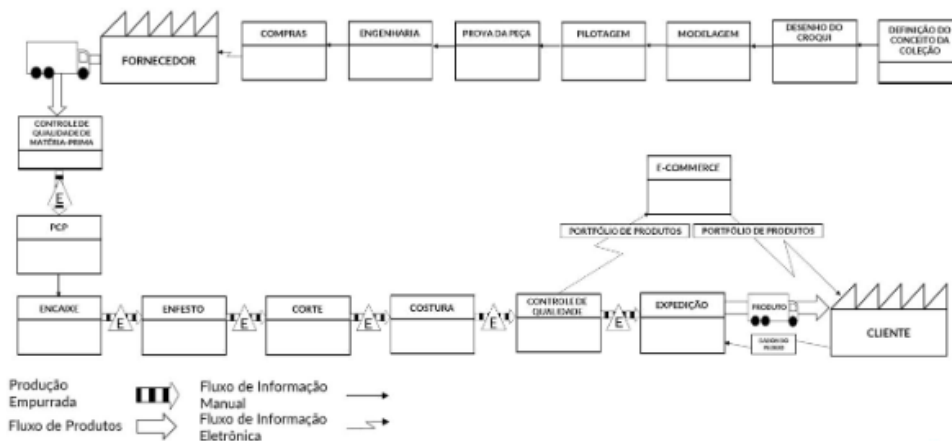 FORNECEDOR
COMPRAS
ENGENHARIA
PROVA DA PEÇA
PILOTAGEM
MODELAGEM
DESENHO DO
CROQUI
DEFINIÇÃO DO
CONCEITO DA
COLEÇÃO
CONTROLE DE
QUALIDADE DE
MATÉRIA-PRIMA
E
PCP
E-COMMERCE
PORTFÓLIO DE PRODUTOS
PORTFÓLIO DE PRODUTOS
ENCAIXE
E
ENFESTO
E
CORTE
E
COSTURA
E
CONTROLE DE
QUALIDADE
E
EXPEDIÇÃO
PRODUTO
CLIENTE
Produção
Empurrada
Fluxo de Informação
Manual
Fluxo de Produtos
Fluxo de Informação
Eletrônica